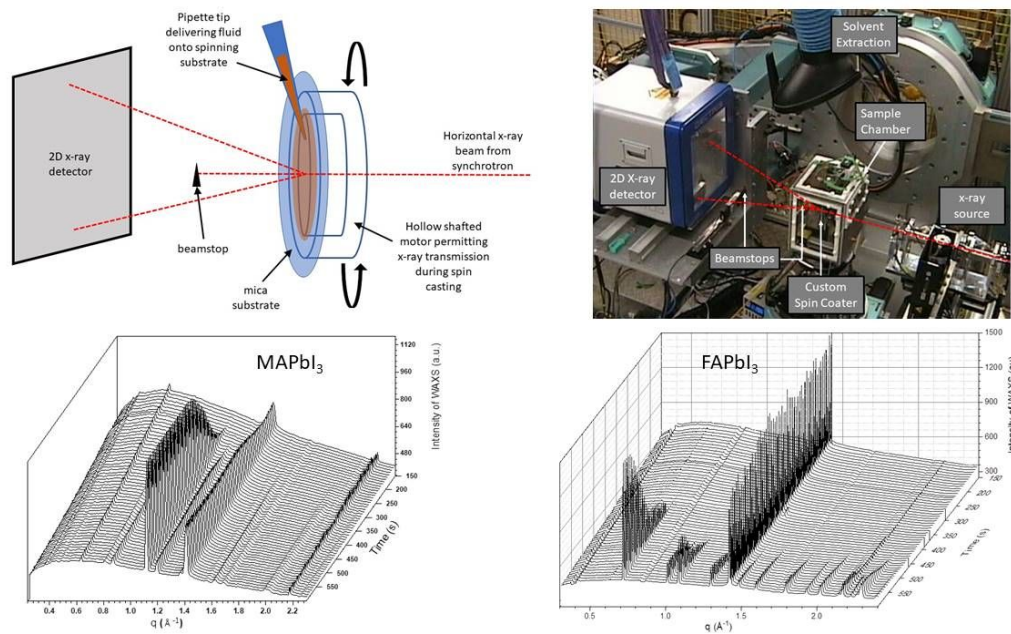 Pipette tip
delivering fluid
onto spinning
substrate
2D x-ray
detector
Horizontal x-ray
beam from
synchrotron
beamstop
Hollow shafted
motor permitting
x-ray transmission
during spin
casting
mica
substrate
Solvent
Extraction
Sample
Chamber
2D X-ray
detector
x-ray
source
Beamstops
Custom
Spin Coater
MAPbI3
1120
960
800
640
480
Intensity of WAXS (a.u.)
150
200
250
300
350
400
450
500
550
Time (s)
0.4 0.6 0.8 1.0 1.2 1.4 1.6 1.8 2.0 2.2
q (Å-1)
FAPbI3
1500
1200
900
600
300
of WAXS
150
200
250
300
350
400
450
500
550
Time (s)
0.5 1.0 1.5 2.0
q (Å-1)